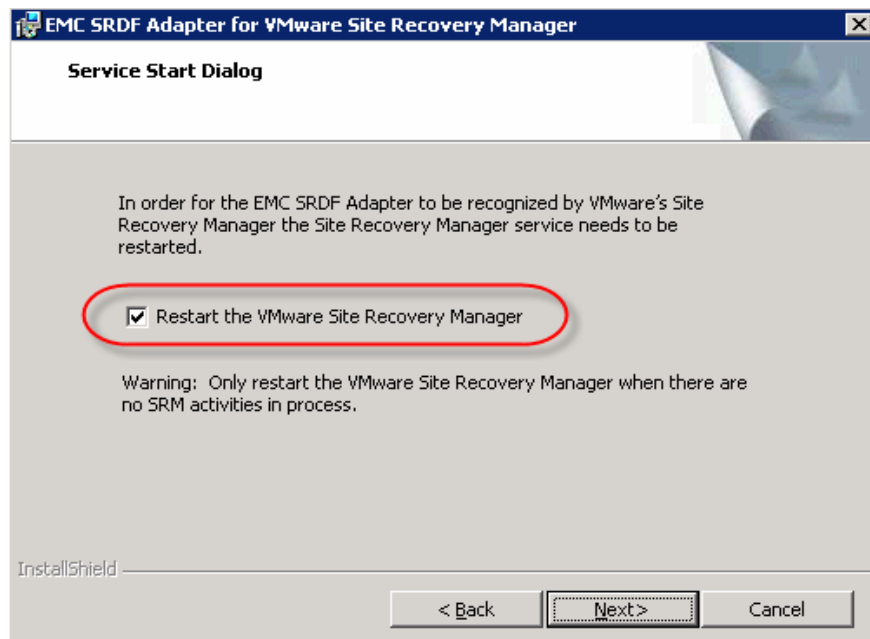 EMC SRDF Adapter for VMware Site Recovery Manager
Service Start Dialog
In order for the EMC SRDF Adapter to be recognized by VMware's Site
Recovery Manager the Site Recovery Manager service needs to be
restarted.
Restart the VMware Site Recovery Manager
Warning:  Only restart the VMware Site Recovery Manager when there are
no SRM activities in process.
InstallShield
< Back
Next>
Cancel